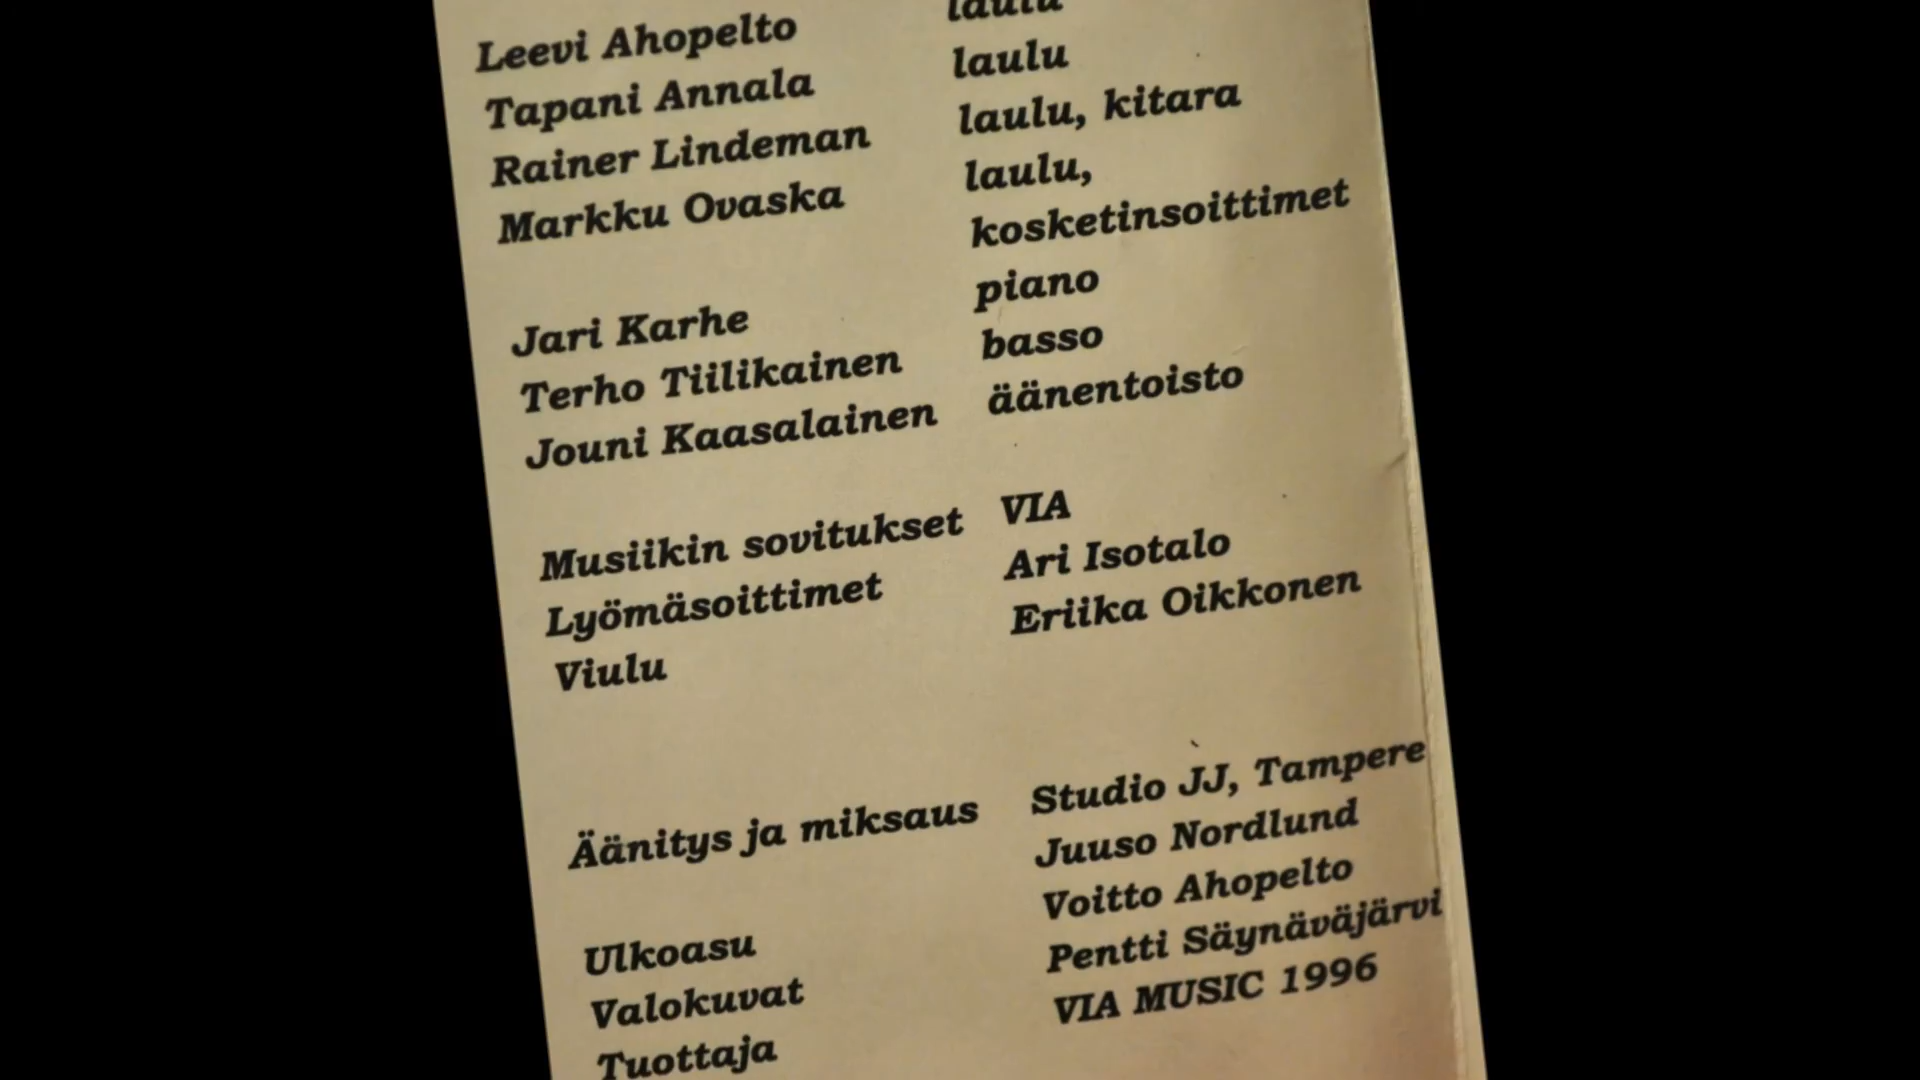 Leevi Ahopelto laulu
Tapani Annala laulu
Rainer Lindeman laulu, kitara
Markku Ovaska laulu,
kosketinsoittimet
Jari Karhe piano
Terho Tiilikainen basso
Jouni Kaasalainen äänentoisto
Musiikin sovitukset VIA
Lyömäsoittimet Ari Isotalo
Viulu Eriika Oikkonen
Äänitys ja miksaus Studio JJ, Tampere
Juuso Nordlund
Ulkoasu Voitto Ahopelto
Valokuvat Pentti Säynäväjärvi
Tuottaja VIA MUSIC 1996